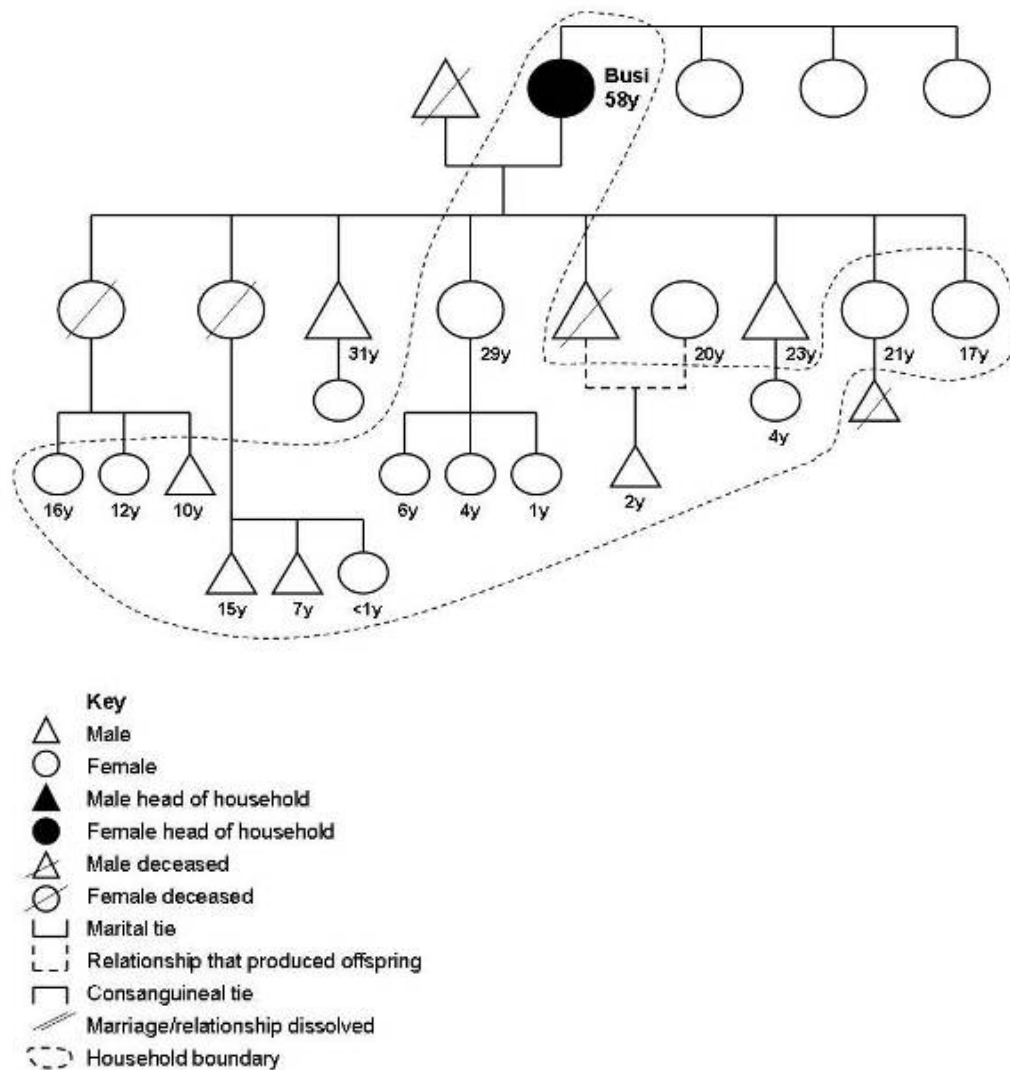 Busi
58y
31y
29y
20y
23y
21y
17y
4y
16y
12y
10y
6y
4y
1y
2y
15y
7y
<1y
Key
Male
Female
Male head of household
Female head of household
Male deceased
Female deceased
Marital tie
Relationship that produced offspring
Consanguineal tie
Marriage/relationship dissolved
Household boundary